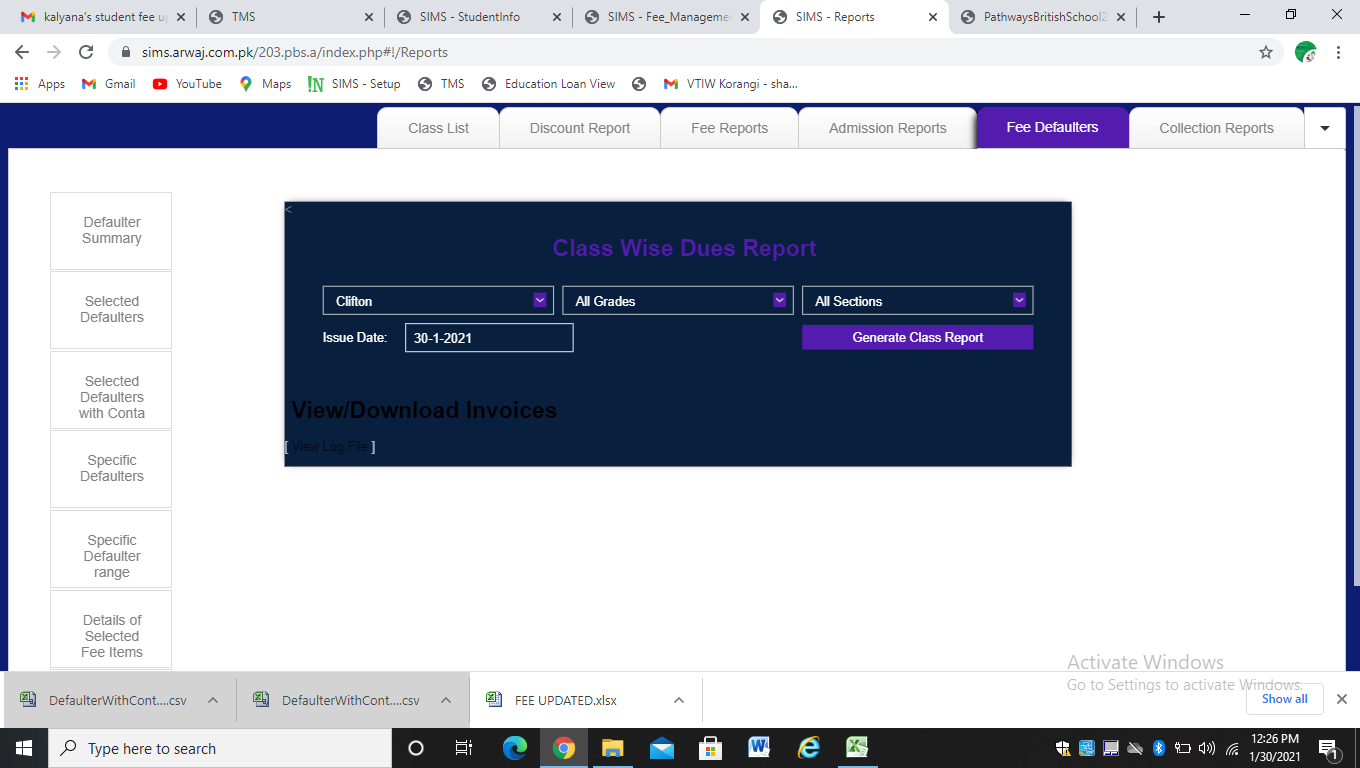 kalyana's student fee up
TMS
SIMS - StudentInfo
SIMS - Fee_Manageme
SIMS - Reports
PathwaysBritishSchool2
sims.arwaj.com.pk/203.pbs.a/index.php#!/Reports
Apps
Gmail
YouTube
Maps
SIMS - Setup
TMS
Education Loan View
VTIW Korangi - sha...
Class List
Discount Report
Fee Reports
Admission Reports
Fee Defaulters
Collection Reports
Defaulter
Summary
Selected
Defaulters
Selected
Defaulters
with Conta
Specific
Defaulters
Specific
Defaulter
range
Details of
Selected
Fee Items
<
Class Wise Dues Report
Clifton
All Grades
All Sections
Issue Date:
30-1-2021
Generate Class Report
View/Download Invoices
[ View Log File ]
Activate Windows
Go to Settings to activate Windows.
DefaulterWithCont....csv
DefaulterWithCont....csv
FEE UPDATED.xlsx
Show all
Type here to search
12:26 PM
1/30/2021
1